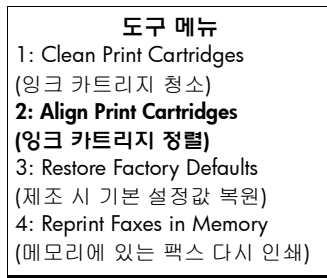 도구 메뉴
1: Clean Print Cartridges
(잉크 카트리지 청소)
2: Align Print Cartridges
(잉크 카트리지 정렬)
3: Restore Factory Defaults
(제조 시 기본 설정값 복원)
4: Reprint Faxes in Memory
(메모리에 있는 팩스 다시 인쇄)